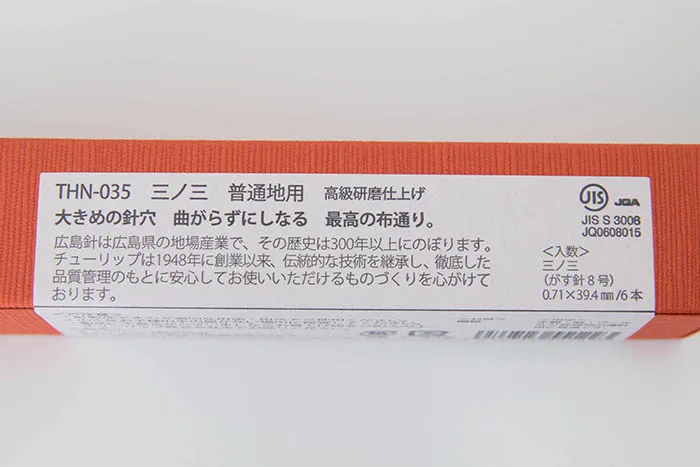 THN-035 三ノ三 普通地用 高級研磨仕上げ
大きめの針穴 曲がらずにしなる 最高の布通り。
広島針は広島県の地場産業で、その歴史は300年以上にのぼります。
チューリップは1948年に創業以来、伝統的な技術を継承し、徹底した
品質管理のもとに安心してお使いいただけるものづくりを心がけて
おります。
JIS JQA
JIS S 3008
JQ0608015
<入数>
三ノ三
(がす針8号)
0.71×39.4㎜/6本